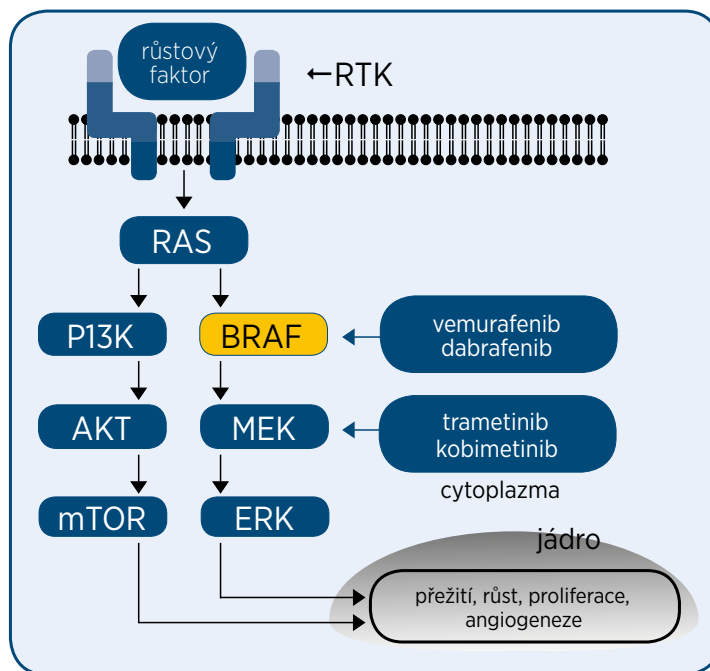 růstový
faktor
←RTK
RAS
P13K
BRAF
vemurafenib
dabrafenib
AKT
MEK
trametinib
kobimetinib
cytoplazma
mTOR
ERK
jádro
přežití, růst, proliferace,
angiogeneze